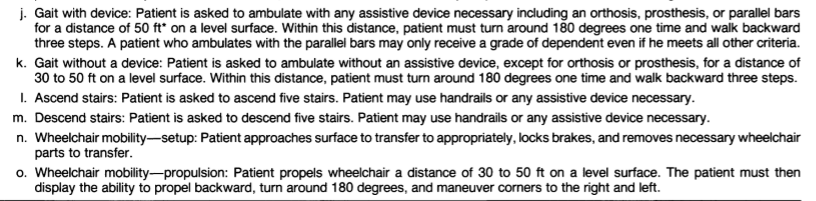 j. Gait with device: Patient is asked to ambulate with any assistive device necessary including an orthosis, prosthesis, or parallel bars
for a distance of 50 ft* on a level surface. Within this distance, patient must turn around 180 degrees one time and walk backward
three steps. A patient who ambulates with the parallel bars may only receive a grade of dependent even if he meets all other criteria.
k. Gait without a device: Patient is asked to ambulate without an assistive device, except for orthosis or prosthesis, for a distance of
30 to 50 ft on a level surface. Within this distance, patient must turn around 180 degrees one time and walk backward three steps.
l. Ascend stairs: Patient is asked to ascend five stairs. Patient may use handrails or any assistive device necessary.
m. Descend stairs: Patient is asked to descend five stairs. Patient may use handrails or any assistive device necessary.
n. Wheelchair mobility—setup: Patient approaches surface to transfer to appropriately, locks brakes, and removes necessary wheelchair
parts to transfer.
o. Wheelchair mobility—propulsion: Patient propels wheelchair a distance of 30 to 50 ft on a level surface. The patient must then
display the ability to propel backward, turn around 180 degrees, and maneuver corners to the right and left.